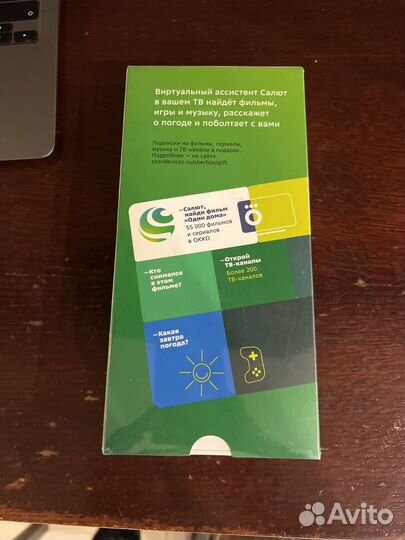 Виртуальный ассистент Салют
в вашем ТВ найдёт фильмы,
игры и музыку, расскажет
о погоде и поболтает с вами
Подписки на фильмы, сериалы,
музыку и ТВ-каналы в подарок.
Подробнее – на сайте
sberdevices.ru/sberbox/gift
—Салют,
найди фильм
«Один дома»
55 000 фильмов
и сериалов
в ОККО
—Кто
снимался
в этом
фильме?
—Открой
ТВ-каналы
Более 200
ТВ-каналов
—Какая
завтра
погода?
Avito